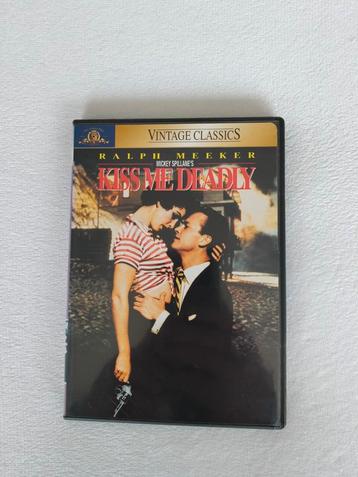 VINTAGE CLASSICS
RALPH MEEKER
MICKEY SPILLANE'S
KISS ME DEADLY